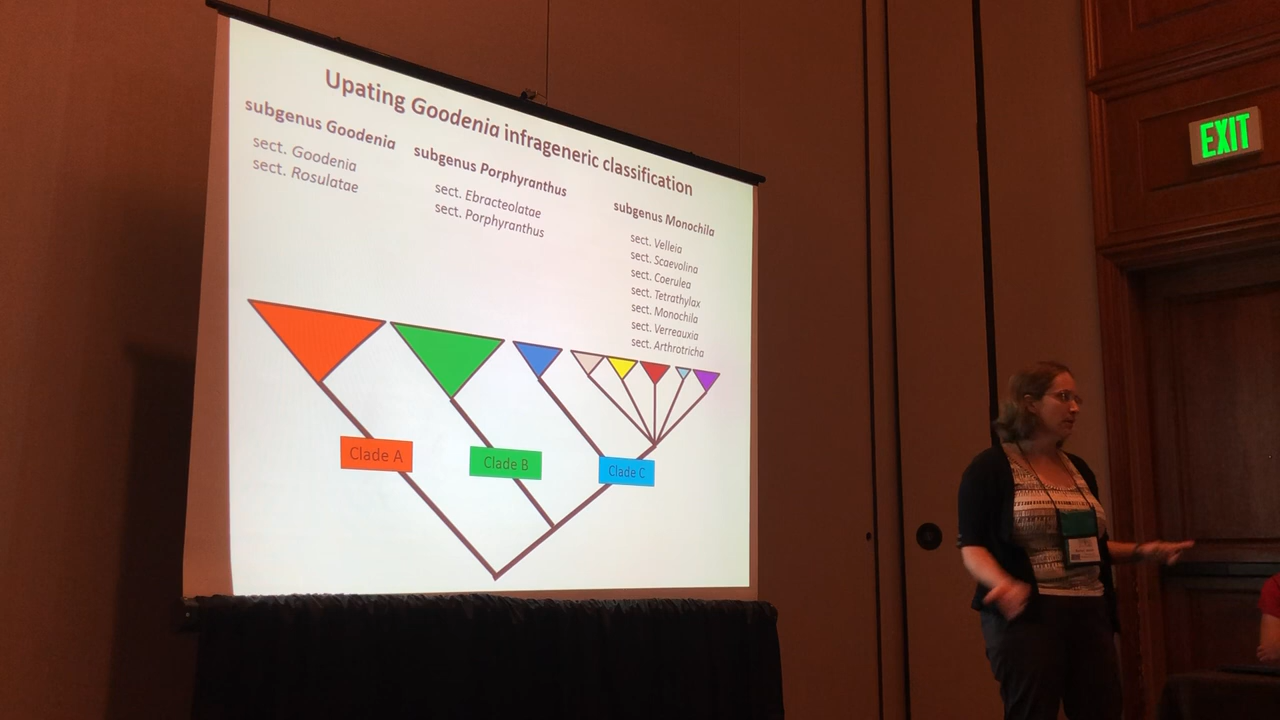 Upating Goodenia infrageneric classification
subgenus Goodenia
sect. Goodenia
sect. Rosulatae
subgenus Porphyranthus
sect. Ebracteolatae
sect. Porphyranthus
subgenus Monochila
sect. Velleia
sect. Scaevolina
sect. Coerulea
sect. Tetrathylax
sect. Monochila
sect. Verreauxia
sect. Arthrotricha
Clade A
Clade B
Clade C
EXIT